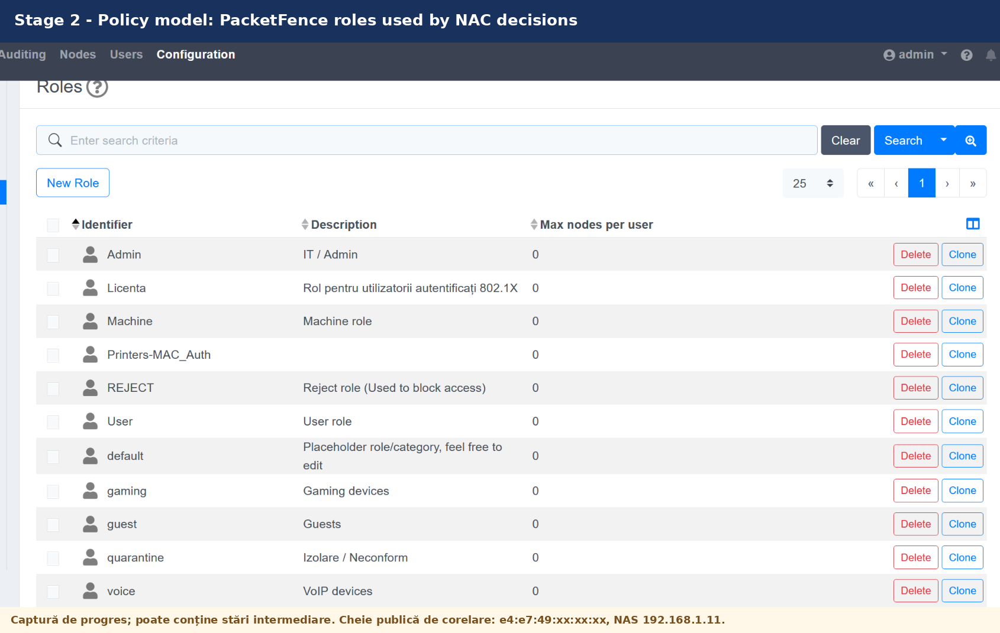 Stage 2 - Policy model: PacketFence roles used by NAC decisions
Auditing Nodes Users Configuration admin
Roles
Enter search criteria Clear Search
New Role 25 « ‹ 1 › »
Identifier Description Max nodes per user
Admin IT / Admin 0 Delete Clone
Licenta Rol pentru utilizatorii autentificați 802.1X 0 Delete Clone
Machine Machine role 0 Delete Clone
Printers-MAC_Auth 0 Delete Clone
REJECT Reject role (Used to block access) 0 Delete Clone
User User role 0 Delete Clone
default Placeholder role/category, feel free to
edit 0 Delete Clone
gaming Gaming devices 0 Delete Clone
guest Guests 0 Delete Clone
quarantine Izolare / Neconform 0 Delete Clone
voice VoIP devices 0 Delete Clone
Captură de progres; poate conține stări intermediare. Cheie publică de corelare: e4:e7:49:xx:xx:xx, NAS 192.168.1.11.